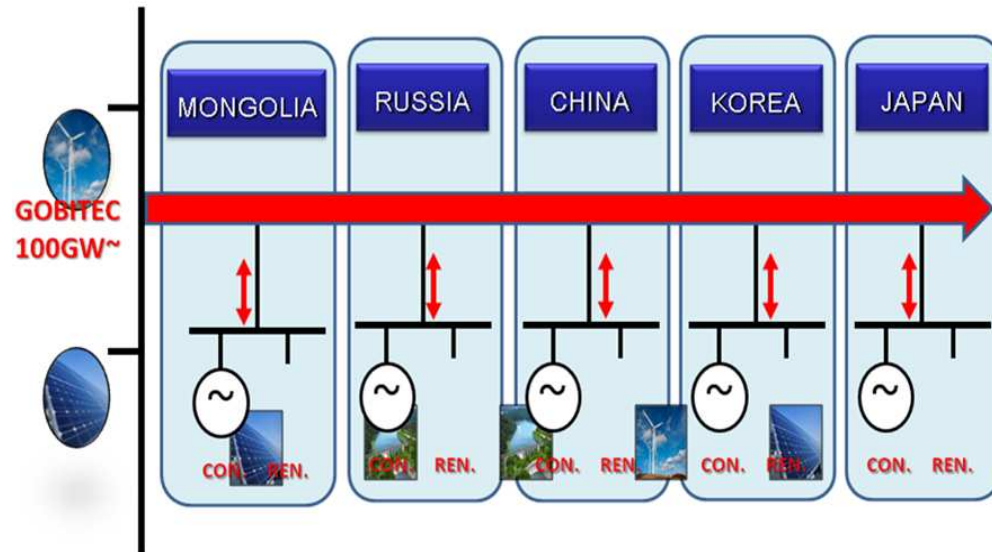 MONGOLIA
RUSSIA
CHINA
KOREA
JAPAN
GOBITEC
100GW~
~
~
~
~
~
CON. REN.
CON. REN.
CON. REN.
CON. REN.
CON. REN.